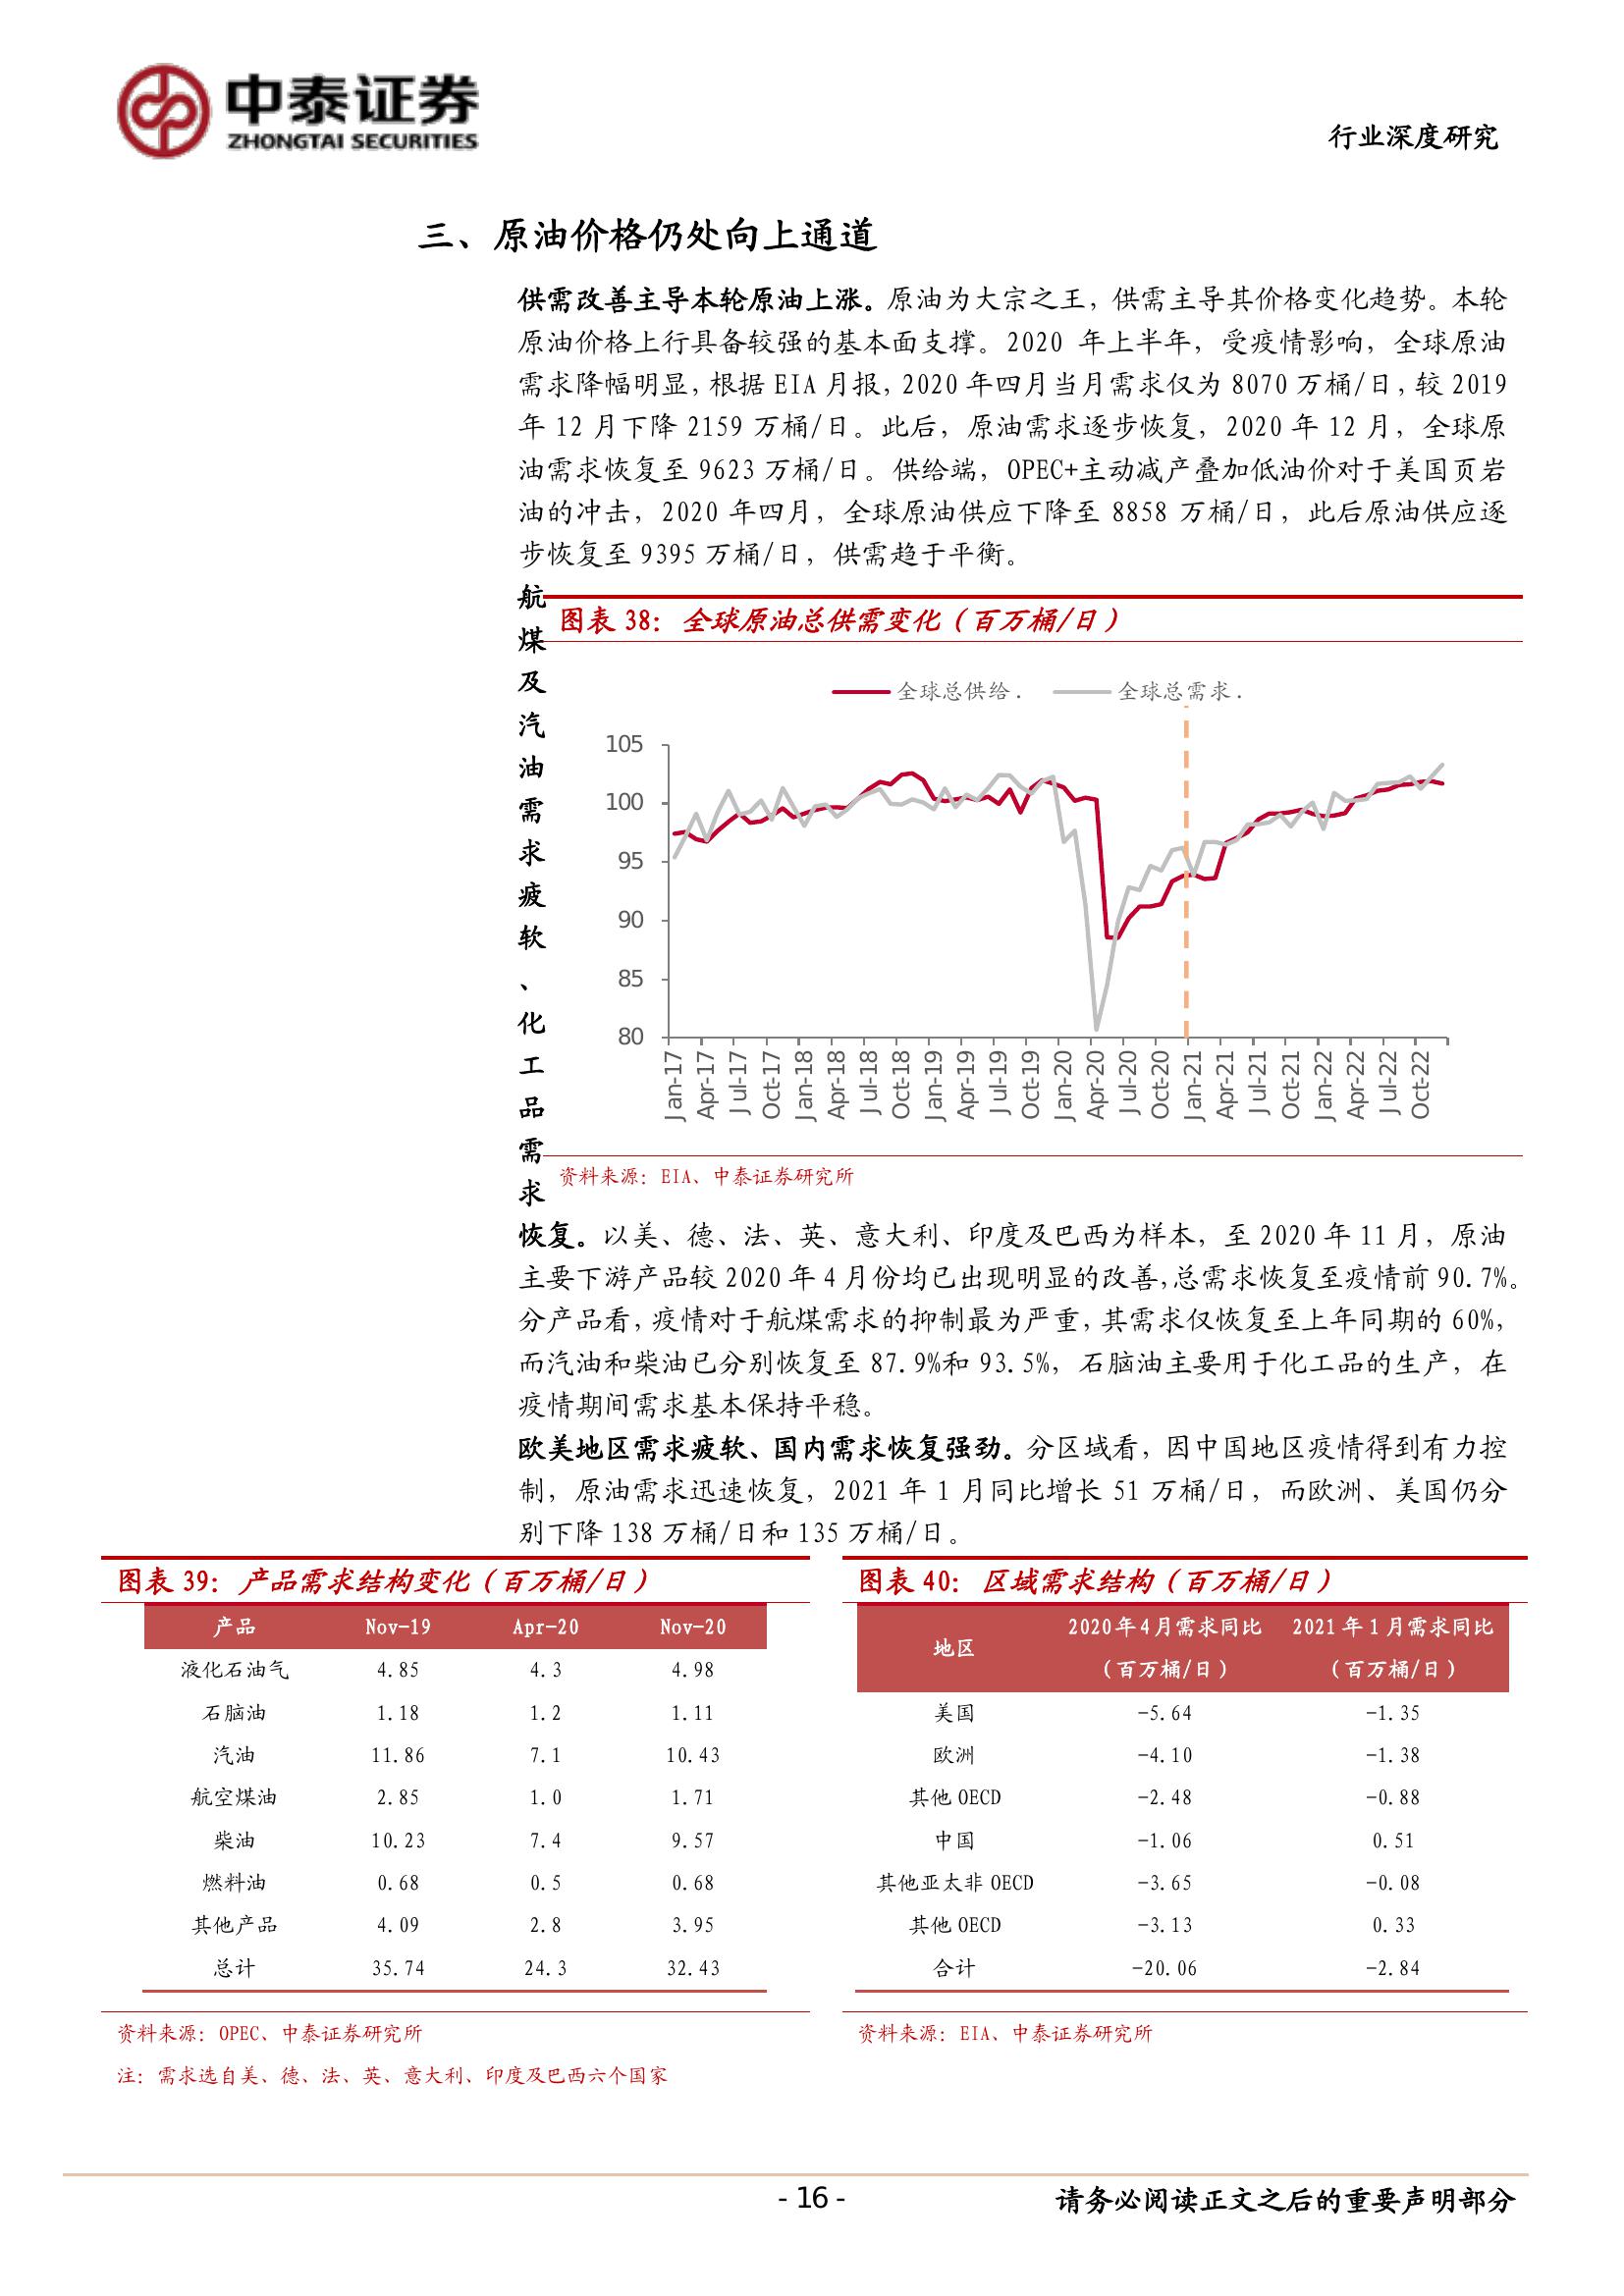 中泰证券
ZHONGTAI SECURITIES
行业深度研究
三、原油价格仍处向上通道
供需改善主导本轮原油上涨。原油为大宗之王，供需主导其价格变化趋势。本轮
原油价格上行具备较强的基本面支撑。2020 年上半年，受疫情影响，全球原油
需求降幅明显，根据 EIA 月报，2020 年四月当月需求仅为 8070 万桶/日，较 2019
年 12 月下降 2159 万桶/日。此后，原油需求逐步恢复，2020 年 12 月，全球原
油需求恢复至 9623 万桶/日。供给端，OPEC+主动减产叠加低油价对于美国页岩
油的冲击，2020 年四月，全球原油供应下降至 8858 万桶/日，此后原油供应逐
步恢复至 9395 万桶/日，供需趋于平衡。
航
煤
及
汽
油
需
求
疲
软
、
化
工
品
需
求
图表 38：全球原油总供需变化（百万桶/日）
全球总供给. 全球总需求.
105
100
95
90
85
80
Jan-17 Apr-17 Jul-17 Oct-17 Jan-18 Apr-18 Jul-18 Oct-18 Jan-19 Apr-19 Jul-19 Oct-19 Jan-20 Apr-20 Jul-20 Oct-20 Jan-21 Apr-21 Jul-21 Oct-21 Jan-22 Apr-22 Jul-22 Oct-22
资料来源：EIA、中泰证券研究所
恢复。以美、德、法、英、意大利、印度及巴西为样本，至 2020 年 11 月，原油
主要下游产品较 2020 年 4 月份均已出现明显的改善，总需求恢复至疫情前 90.7%。
分产品看，疫情对于航煤需求的抑制最为严重，其需求仅恢复至上年同期的 60%，
而汽油和柴油已分别恢复至 87.9%和 93.5%，石脑油主要用于化工品的生产，在
疫情期间需求基本保持平稳。
欧美地区需求疲软、国内需求恢复强劲。分区域看，因中国地区疫情得到有力控
制，原油需求迅速恢复，2021 年 1 月同比增长 51 万桶/日，而欧洲、美国仍分
别下降 138 万桶/日和 135 万桶/日。
图表 39：产品需求结构变化（百万桶/日）
产品 Nov-19 Apr-20 Nov-20
液化石油气 4.85 4.3 4.98
石脑油 1.18 1.2 1.11
汽油 11.86 7.1 10.43
航空煤油 2.85 1.0 1.71
柴油 10.23 7.4 9.57
燃料油 0.68 0.5 0.68
其他产品 4.09 2.8 3.95
总计 35.74 24.3 32.43
资料来源：OPEC、中泰证券研究所
注：需求选自美、德、法、英、意大利、印度及巴西六个国家
图表 40：区域需求结构（百万桶/日）
地区 2020年4月需求同比（百万桶/日） 2021 年 1 月需求同比（百万桶/日）
美国 -5.64 -1.35
欧洲 -4.10 -1.38
其他 OECD -2.48 -0.88
中国 -1.06 0.51
其他亚太非 OECD -3.65 -0.08
其他 OECD -3.13 0.33
合计 -20.06 -2.84
资料来源：EIA、中泰证券研究所
- 16 -
请务必阅读正文之后的重要声明部分